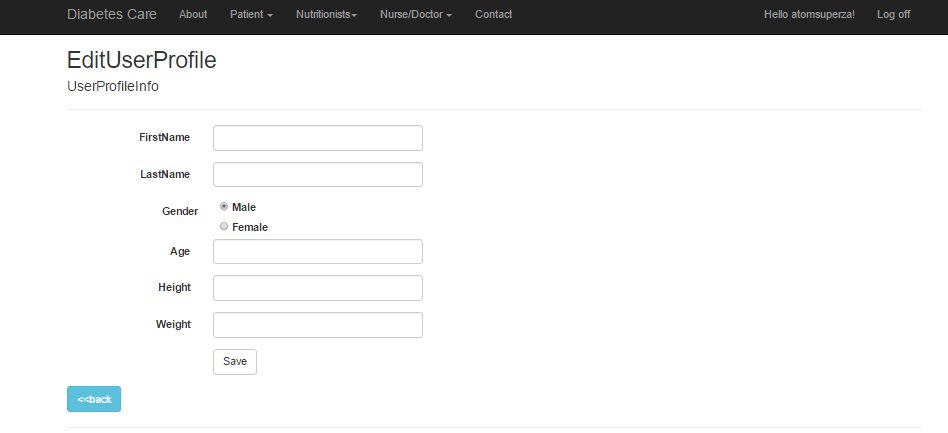 Diabetes Care About Patient Nutritionists Nurse/Doctor Contact Hello atomsuperza! Log off
EditUserProfile
UserProfileInfo
FirstName
LastName
Gender Male
Female
Age
Height
Weight
Save
<<back